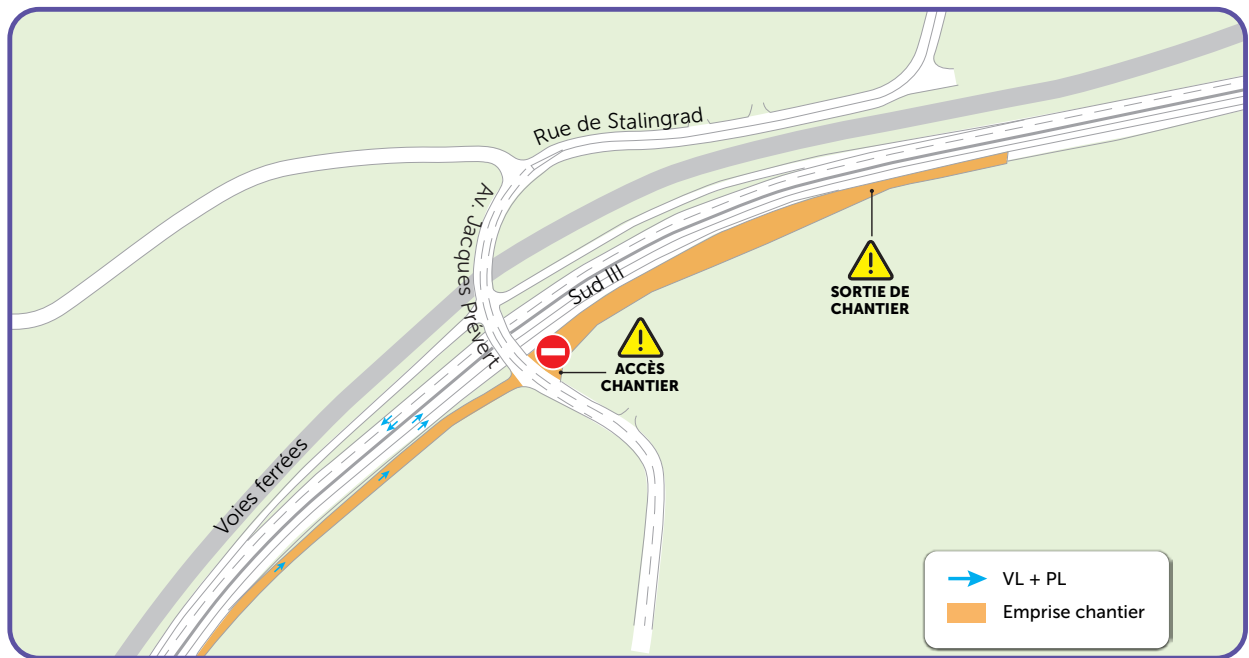 Rue de Stalingrad
Av. Jacques Prévert
Sud III
SORTIE DE
CHANTIER
ACCÈS
CHANTIER
Voies ferrées
VL + PL
Emprise chantier